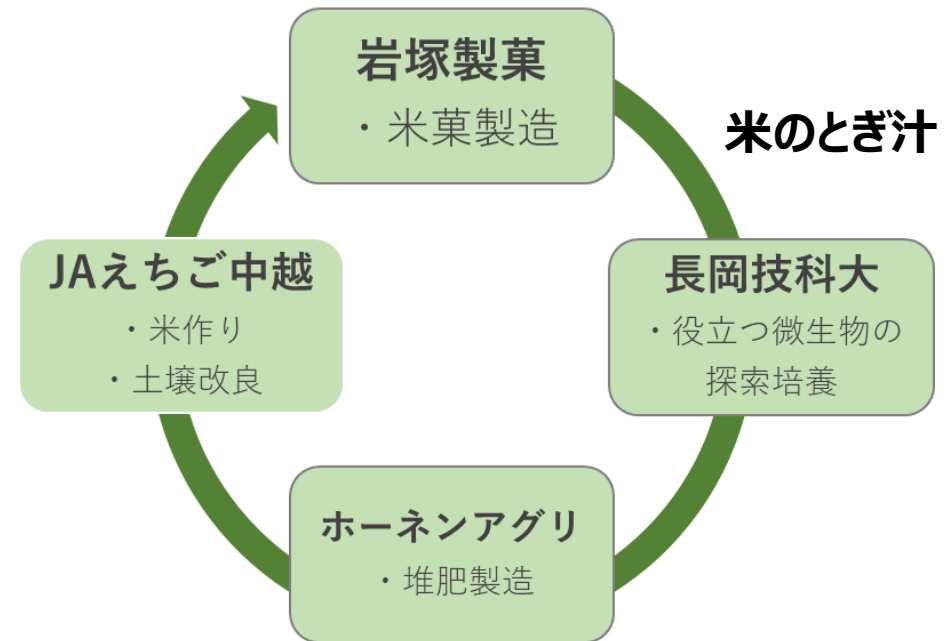 岩塚製菓
・米菓製造
米のとぎ汁
長岡技科大
・役立つ微生物の
探索培養
ホーネンアグリ
・堆肥製造
JAえちご中越
・米作り
・土壌改良